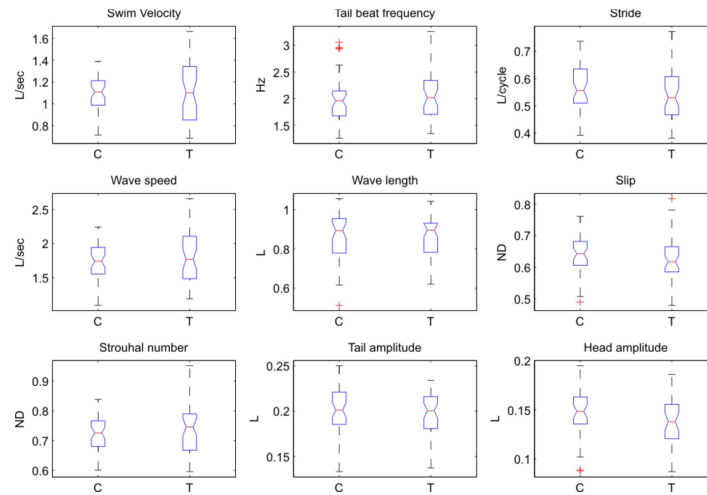 Swim Velocity
1.6
1.4
1.2
1
0.8
L/sec
C T
Tail beat frequency
3
2.5
2
1.5
Hz
C T
Stride
0.7
0.6
0.5
0.4
L/cycle
C T
Wave speed
2.5
2
1.5
L/sec
C T
Wave length
1
0.8
0.6
L
C T
Slip
0.8
0.7
0.6
0.5
ND
C T
Strouhal number
0.9
0.8
0.7
0.6
ND
C T
Tail amplitude
0.25
0.2
0.15
L
C T
Head amplitude
0.2
0.15
0.1
L
C T